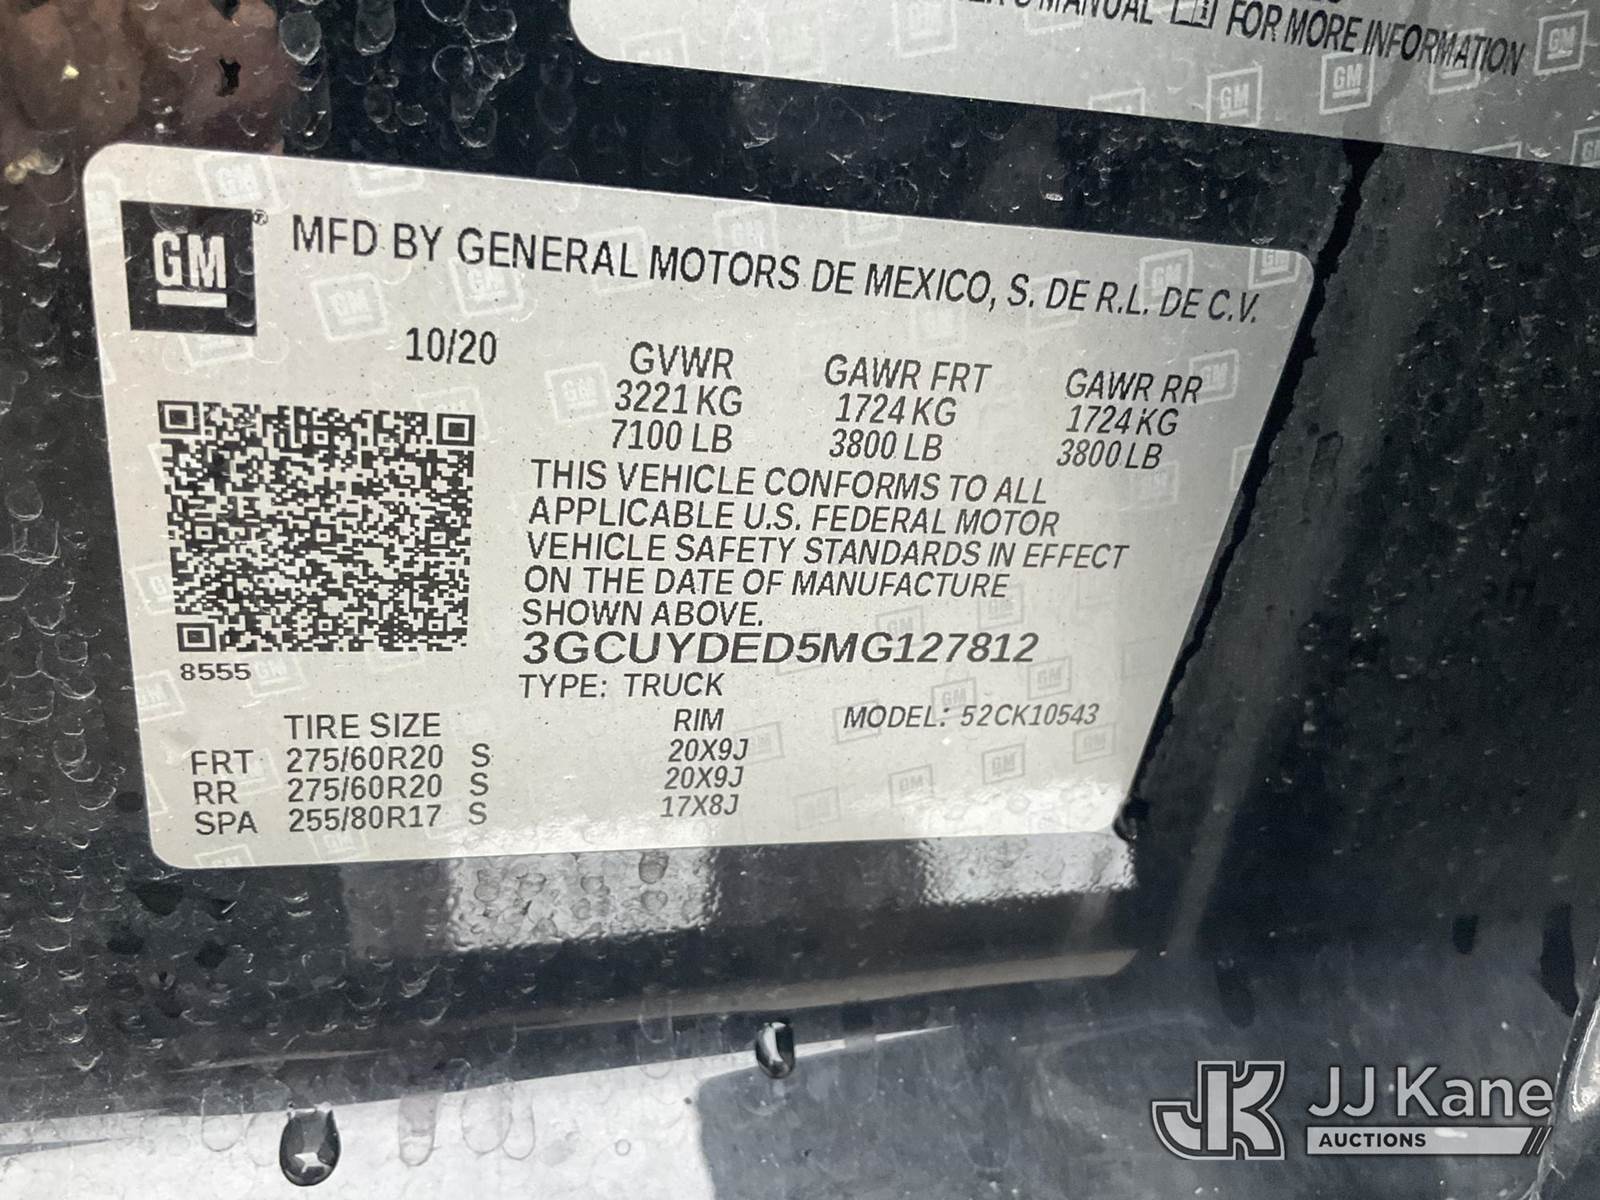 MANUAL FOR MORE INFORMATION
GM® MFD BY GENERAL MOTORS DE MEXICO, S. DE R.L. DE C.V.
10/20
GVWR GAWR FRT GAWR RR
3221 KG 1724 KG 1724 KG
7100 LB 3800 LB 3800 LB
THIS VEHICLE CONFORMS TO ALL
APPLICABLE U.S. FEDERAL MOTOR
VEHICLE SAFETY STANDARDS IN EFFECT
ON THE DATE OF MANUFACTURE
SHOWN ABOVE.
3GCUYDED5MG127812
8555
TYPE: TRUCK
TIRE SIZE RIM MODEL: 52CK10543
FRT 275/60R20 S 20X9J
RR 275/60R20 S 20X9J
SPA 255/80R17 S 17X8J
JK JJ Kane
AUCTIONS